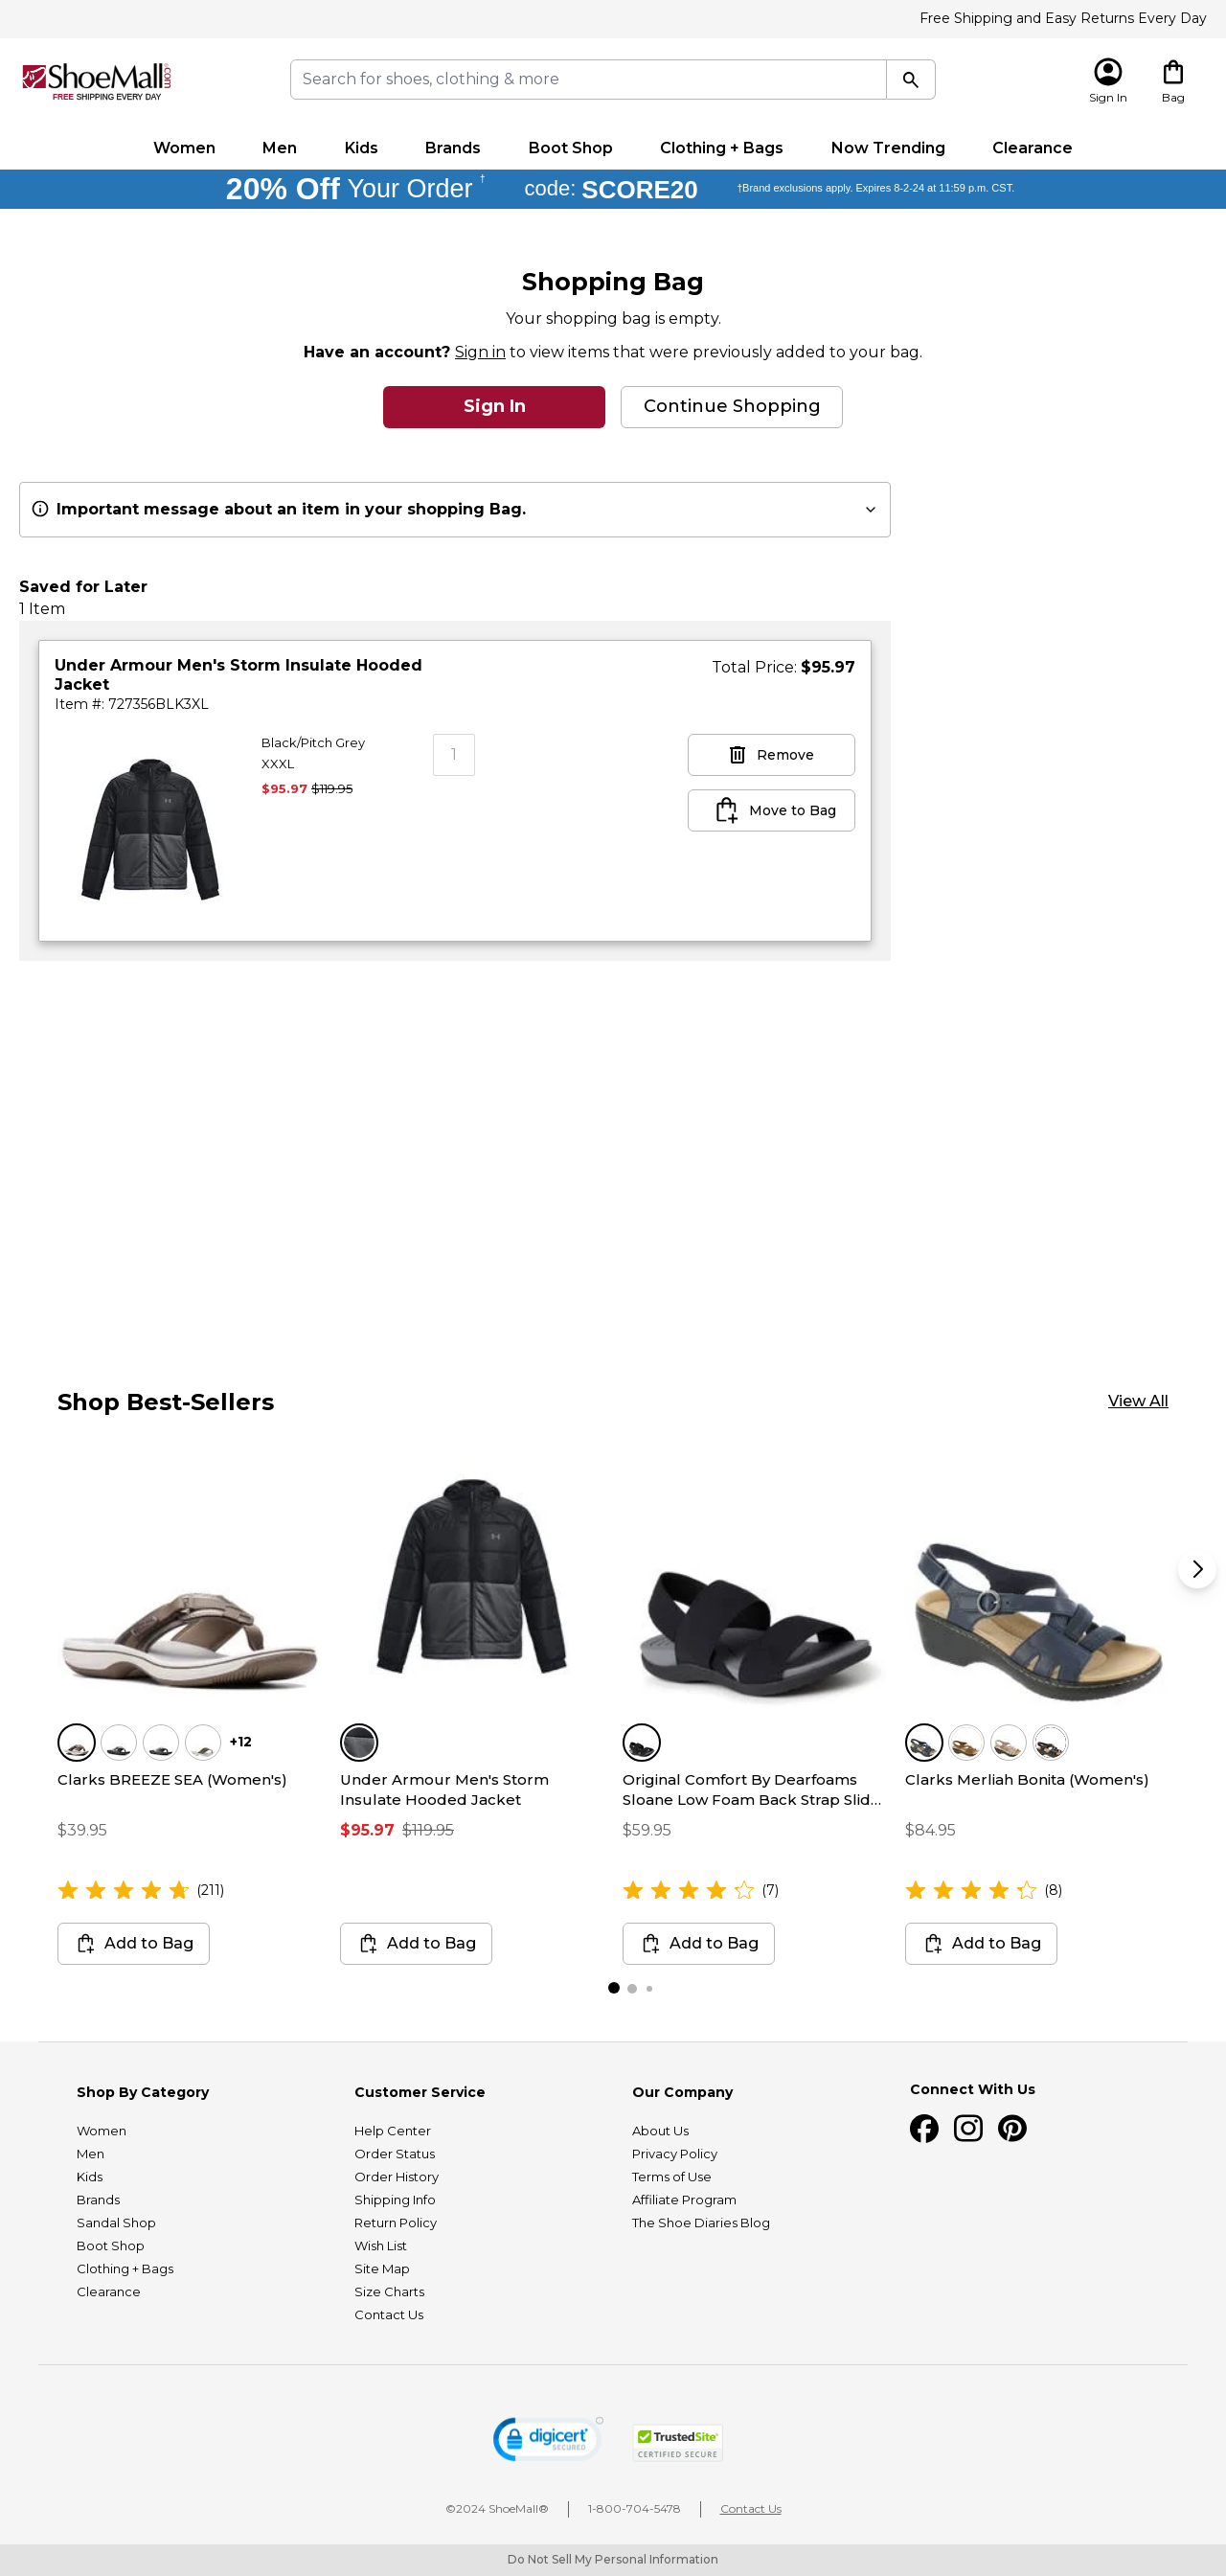 Free Shipping and Easy Returns Every Day
ShoeMall.com
FREE SHIPPING EVERY DAY
Search for shoes, clothing & more
Sign In
Bag
Women Men Kids Brands Boot Shop Clothing + Bags Now Trending Clearance
20% Off Your Order † code: SCORE20 †Brand exclusions apply. Expires 8-2-24 at 11:59 p.m. CST.
Shopping Bag
Your shopping bag is empty.
Have an account? Sign in to view items that were previously added to your bag.
Sign In Continue Shopping
Important message about an item in your shopping Bag.
Saved for Later
1 Item
Under Armour Men's Storm Insulate Hooded
Jacket
Total Price: $95.97
Item #: 727356BLK3XL
Black/Pitch Grey
XXXL
$95.97 $119.95
1
Remove
Move to Bag
Shop Best-Sellers
View All
+12
Clarks BREEZE SEA (Women's)
$39.95
(211)
Add to Bag
Under Armour Men's Storm
Insulate Hooded Jacket
$95.97 $119.95
Add to Bag
Original Comfort By Dearfoams
Sloane Low Foam Back Strap Slid...
$59.95
(7)
Add to Bag
Clarks Merliah Bonita (Women's)
$84.95
(8)
Add to Bag
Shop By Category
Women
Men
Kids
Brands
Sandal Shop
Boot Shop
Clothing + Bags
Clearance
Customer Service
Help Center
Order Status
Order History
Shipping Info
Return Policy
Wish List
Site Map
Size Charts
Contact Us
Our Company
About Us
Privacy Policy
Terms of Use
Affiliate Program
The Shoe Diaries Blog
Connect With Us
digicert
SECURED
TrustedSite
CERTIFIED SECURE
©2024 ShoeMall® 1-800-704-5478 Contact Us
Do Not Sell My Personal Information